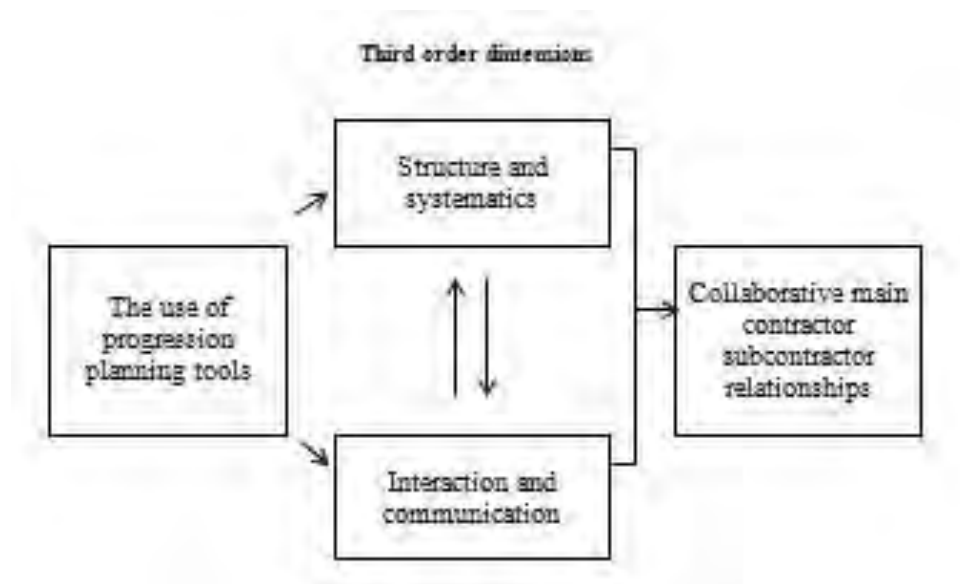 Third order dimensions
Structure and
systematics
The use of
progression
planning tools
Collaborative main
contractor
subcontractor
relationships
Interaction and
communication